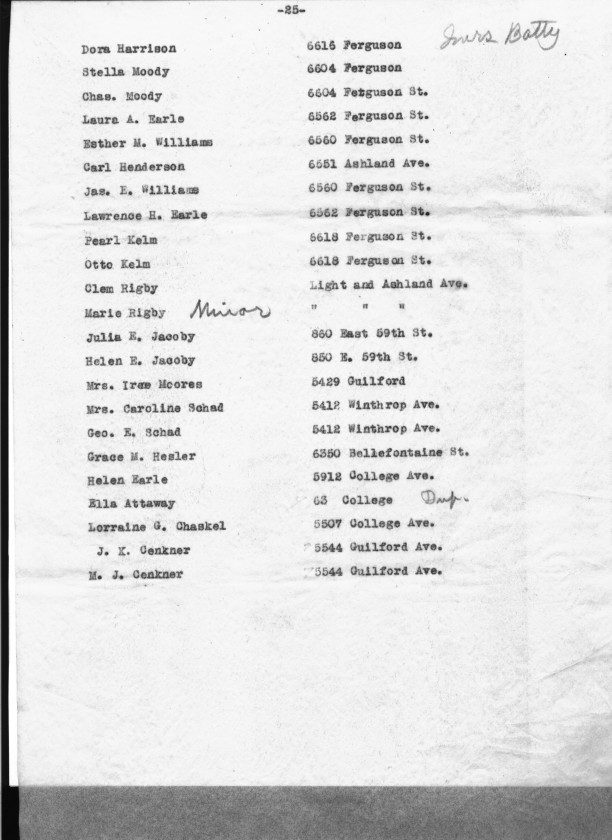 -25-
Mrs Batty
Dora Harrison 6616 Ferguson
Stella Moody 6604 Ferguson
Chas. Moody 6604 Ferguson St.
Laura A. Earle 6562 Ferguson St.
Esther M. Williams 6560 Ferguson St.
Carl Henderson 6551 Ashland Ave.
Jas. E. Williams 6560 Ferguson St.
Lawrence H. Earle 6562 Ferguson St.
Pearl Kelm 6618 Ferguson St.
Otto Kelm 6618 Ferguson St.
Clem Rigby Light and Ashland Ave.
Marie Rigby Minor " " "
Julia E. Jacoby 860 East 59th St.
Helen E. Jacoby 850 E. 59th St.
Mrs. Irae Moores 5429 Guilford
Mrs. Caroline Schad 5412 Winthrop Ave.
Geo. E. Schad 5412 Winthrop Ave.
Grace M. Hesler 6350 Bellefontaine St.
Helen Earle 5912 College Ave.
Ella Attaway 63 College Dup.
Lorraine G. Chaskel 5507 College Ave.
J. K. Cenkner 5544 Guilford Ave.
M. J. Cenkner 5544 Guilford Ave.